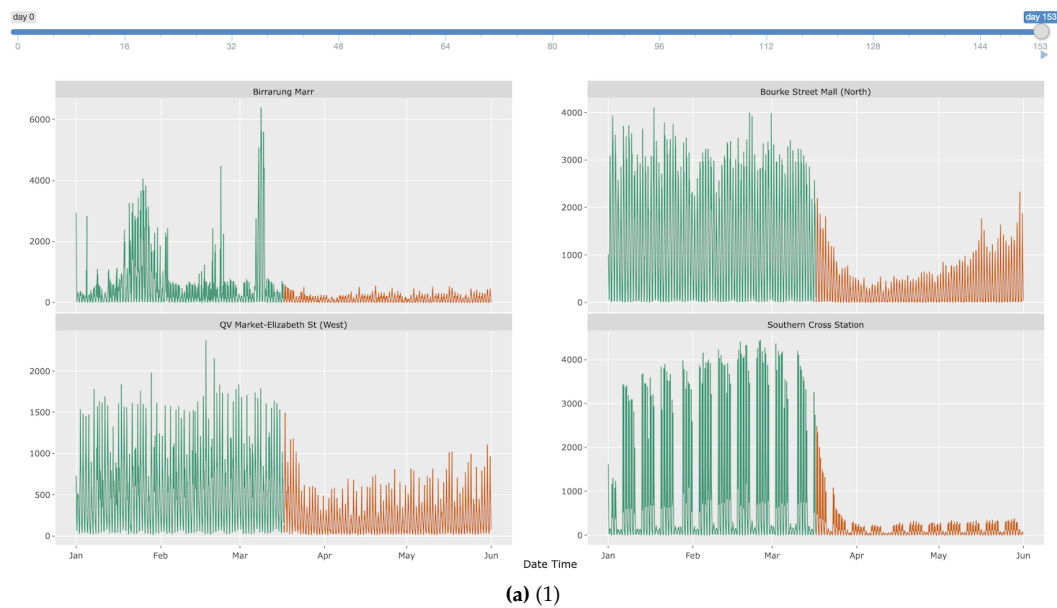 day 0
day 153
0 16 32 48 64 80 96 112 128 144 153
Birrarung Marr
6000
4000
2000
0
Bourke Street Mall (North)
4000
3000
2000
1000
0
QV Market-Elizabeth St (West)
2000
1500
1000
500
0
Jan Feb Mar Apr May Jun
Southern Cross Station
4000
3000
2000
1000
0
Jan Feb Mar Apr May Jun
Date Time
(a) (1)